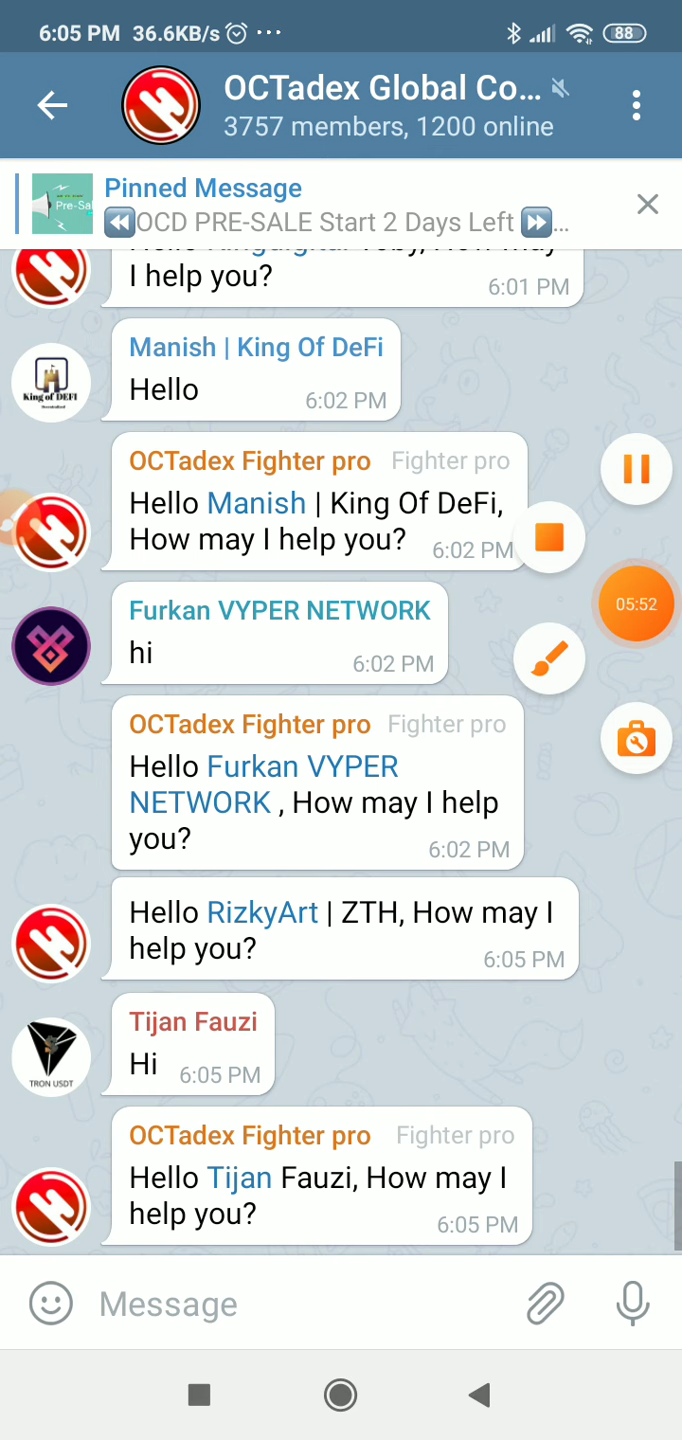 6:05 PM 36.6KB/s ··· 88
OCTadex Global Co...
3757 members, 1200 online
Pinned Message
Pre-Sal
⏪OCD PRE-SALE Start 2 Days Left ⏩...
I help you? 6:01 PM
Manish | King Of DeFi
Hello 6:02 PM
King of DEFI
OCTadex Fighter pro Fighter pro
Hello Manish | King Of DeFi,
How may I help you? 6:02 PM
05:52
Furkan VYPER NETWORK
hi 6:02 PM
OCTadex Fighter pro Fighter pro
Hello Furkan VYPER
NETWORK , How may I help
you? 6:02 PM
Hello RizkyArt | ZTH, How may I
help you? 6:05 PM
Tijan Fauzi
Hi 6:05 PM
TRON USDT
OCTadex Fighter pro Fighter pro
Hello Tijan Fauzi, How may I
help you? 6:05 PM
Message